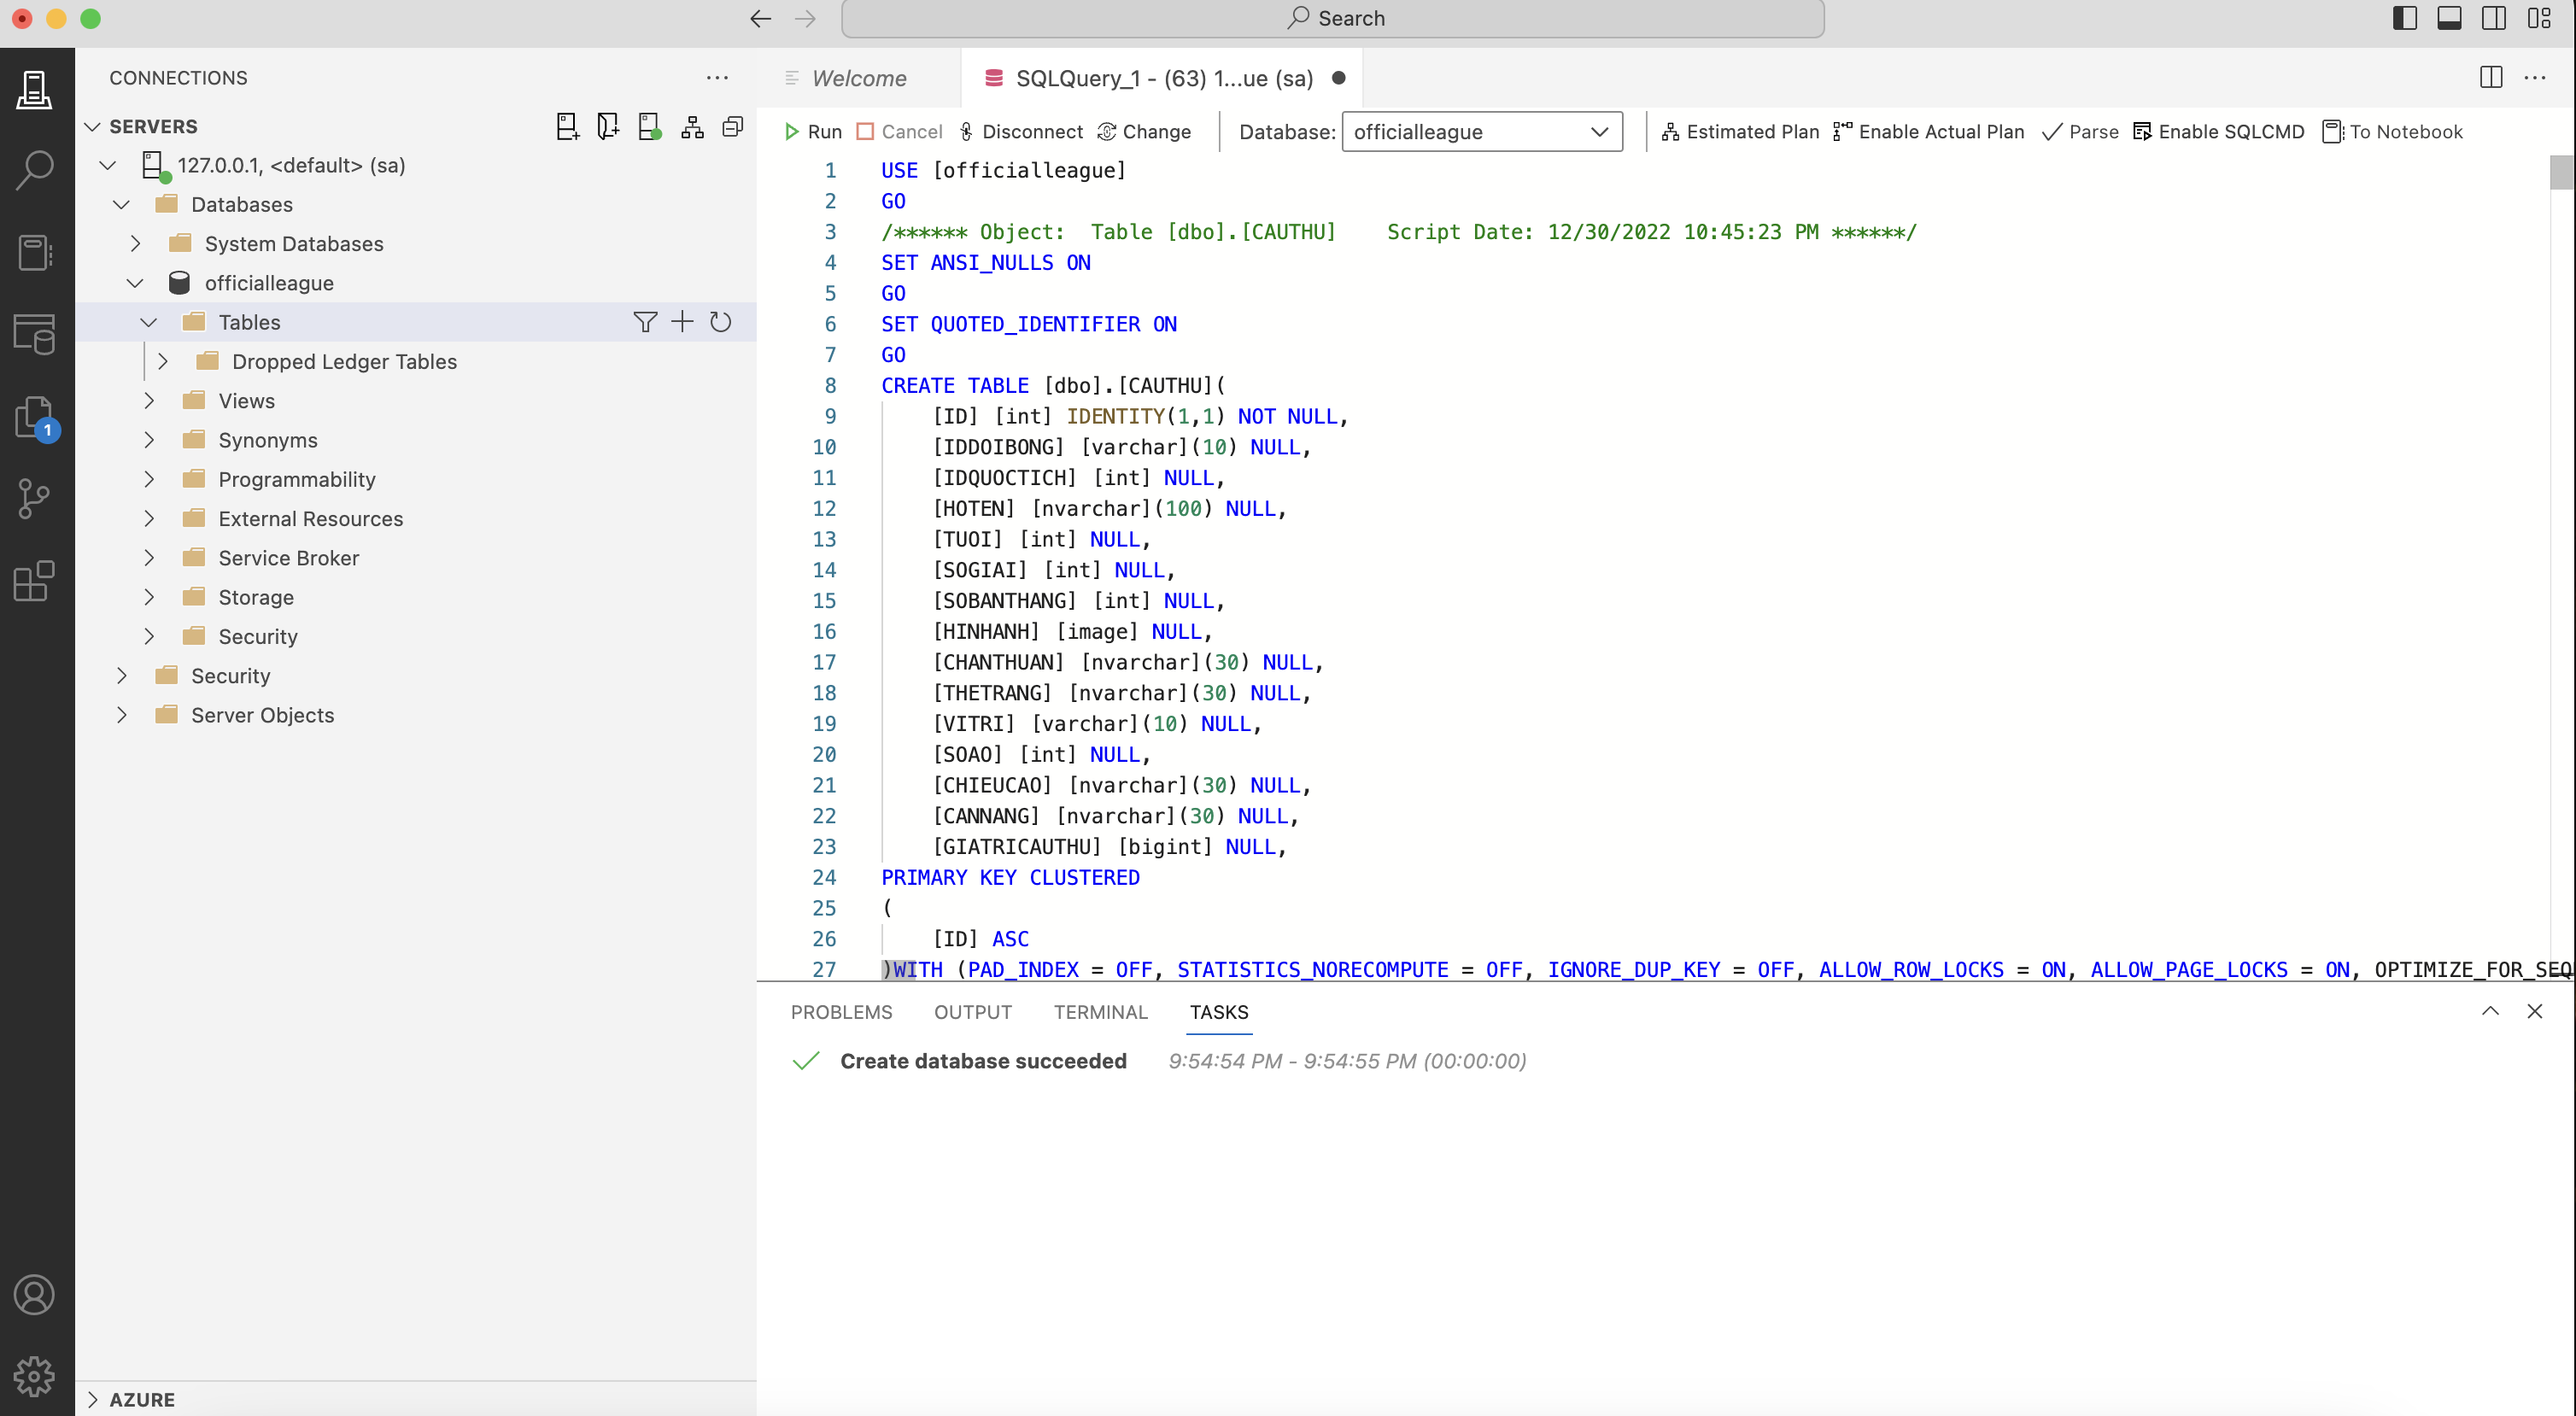 Search
CONNECTIONS
SERVERS
127.0.0.1, <default> (sa)
Databases
System Databases
officialleague
Tables
Dropped Ledger Tables
Views
Synonyms
Programmability
External Resources
Service Broker
Storage
Security
Security
Server Objects
1
AZURE
Welcome
SQLQuery_1 - (63) 1...ue (sa)
Run Cancel Disconnect Change Database: officialleague Estimated Plan Enable Actual Plan Parse Enable SQLCMD To Notebook
1 USE [officialleague]
2 GO
3 /****** Object:  Table [dbo].[CAUTHU]    Script Date: 12/30/2022 10:45:23 PM ******/
4 SET ANSI_NULLS ON
5 GO
6 SET QUOTED_IDENTIFIER ON
7 GO
8 CREATE TABLE [dbo].[CAUTHU](
9 [ID] [int] IDENTITY(1,1) NOT NULL,
10 [IDDOIBONG] [varchar](10) NULL,
11 [IDQUOCTICH] [int] NULL,
12 [HOTEN] [nvarchar](100) NULL,
13 [TUOI] [int] NULL,
14 [SOGIAI] [int] NULL,
15 [SOBANTHANG] [int] NULL,
16 [HINHANH] [image] NULL,
17 [CHANTHUAN] [nvarchar](30) NULL,
18 [THETRANG] [nvarchar](30) NULL,
19 [VITRI] [varchar](10) NULL,
20 [SOAO] [int] NULL,
21 [CHIEUCAO] [nvarchar](30) NULL,
22 [CANNANG] [nvarchar](30) NULL,
23 [GIATRICAUTHU] [bigint] NULL,
24 PRIMARY KEY CLUSTERED
25 (
26 [ID] ASC
27 )WITH (PAD_INDEX = OFF, STATISTICS_NORECOMPUTE = OFF, IGNORE_DUP_KEY = OFF, ALLOW_ROW_LOCKS = ON, ALLOW_PAGE_LOCKS = ON, OPTIMIZE_FOR_SEQ
PROBLEMS OUTPUT TERMINAL TASKS
Create database succeeded 9:54:54 PM - 9:54:55 PM (00:00:00)